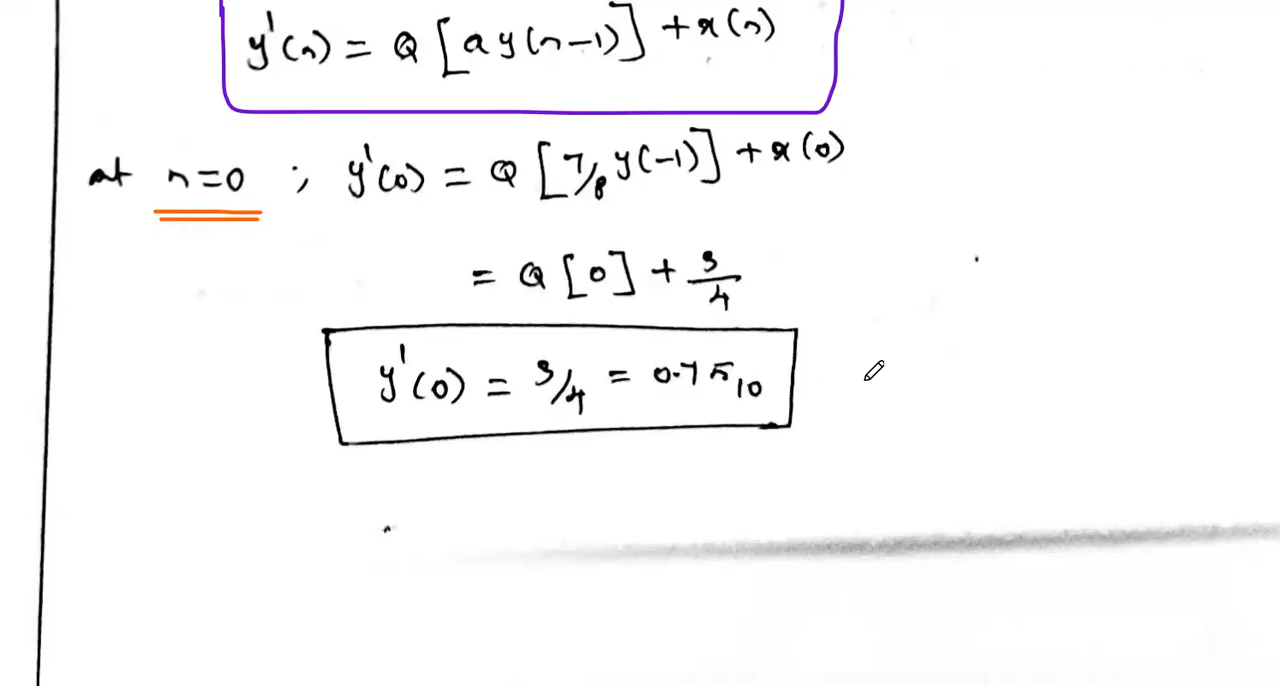 y'(n) = Q [a y(n-1)] + x(n)
at n=0 ; y'(0) = Q [7/8 y(-1)] + x(0)
= Q [0] + 3/4
y'(0) = 3/4 = 0.75₁₀